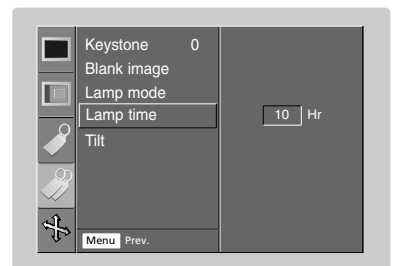 Keystone 0
Blank image
Lamp mode
Lamp time 10 Hr
Tilt
Menu Prev.